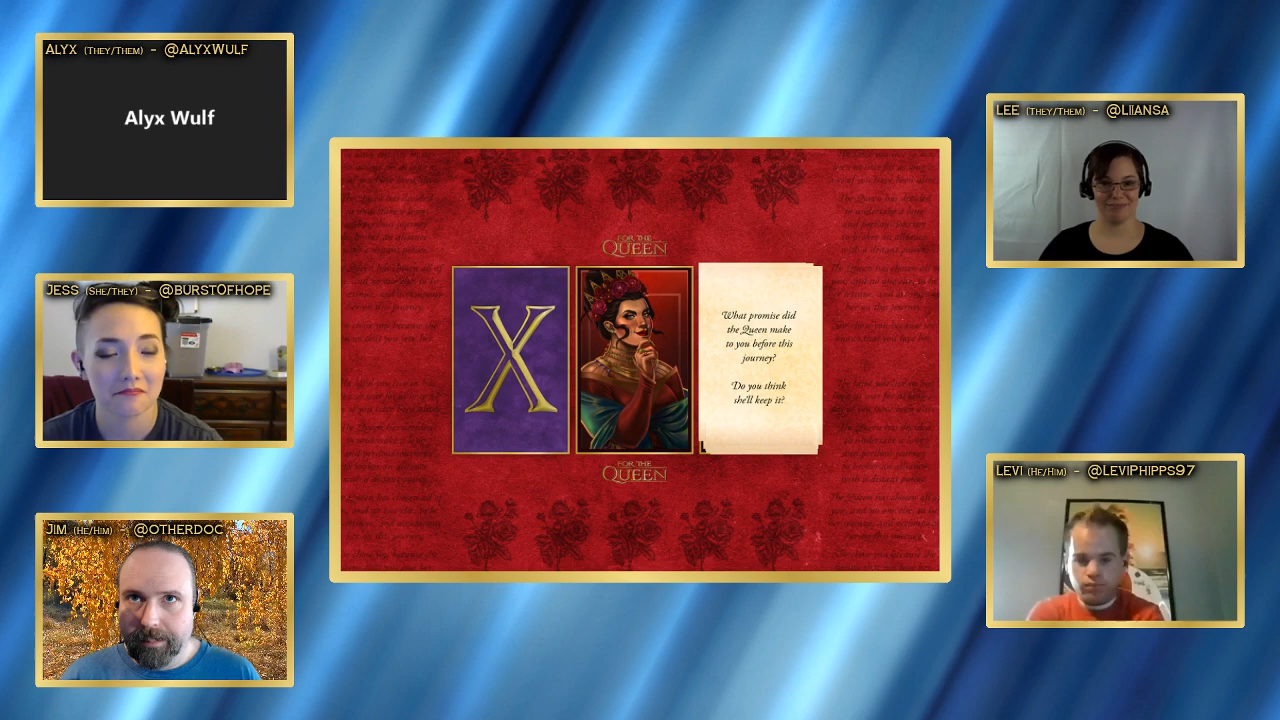 ALYX (THEY/THEM) - @ALYXWULF
Alyx Wulf
JESS (SHE/THEY) - @BURST0FHOPE
JIM (HE/HIM) - @OTHERDOC
LEE (THEY/THEM) - @LIIANSA
LEVI (HE/HIM) - @LEVIPHIPPS97
FOR THE
QUEEN
X
What promise did
the Queen make
to you before this
journey?
Do you think
she'll keep it?
FOR THE
QUEEN